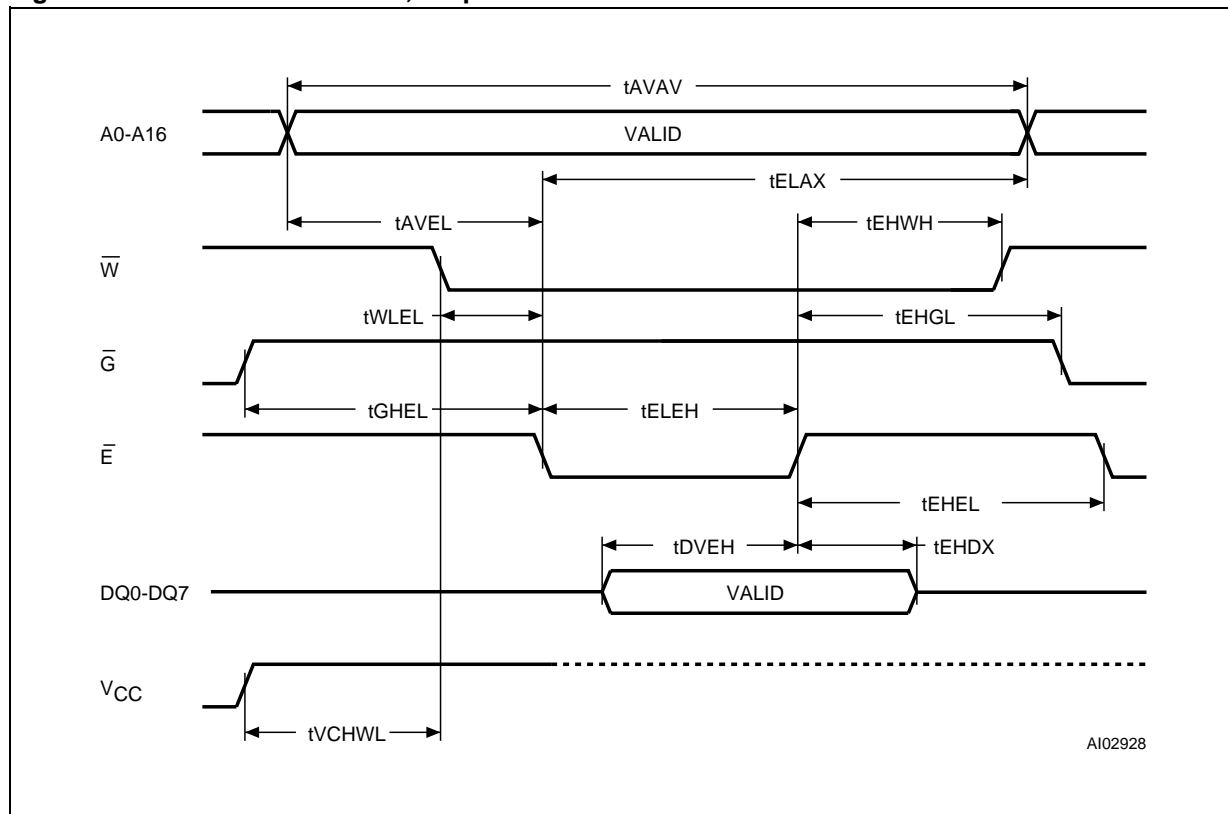 tAVAV
A0-A16 VALID
tELAX
tAVEL tEHWH
W̅
tWLEL tEHGL
G̅
tGHEL tELEH
E̅
tEHEL
tDVEH tEHDX
DQ0-DQ7 VALID
VCC
tVCHWL
AI02928